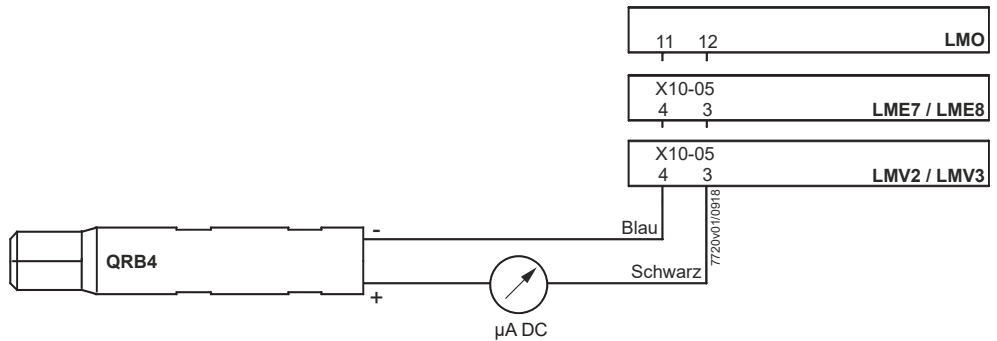 11 12 LMO
X10-05
4 3 LME7 / LME8
X10-05
4 3 LMV2 / LMV3
7720v01/0918
Blau
-
QRB4
Schwarz
+
µA DC